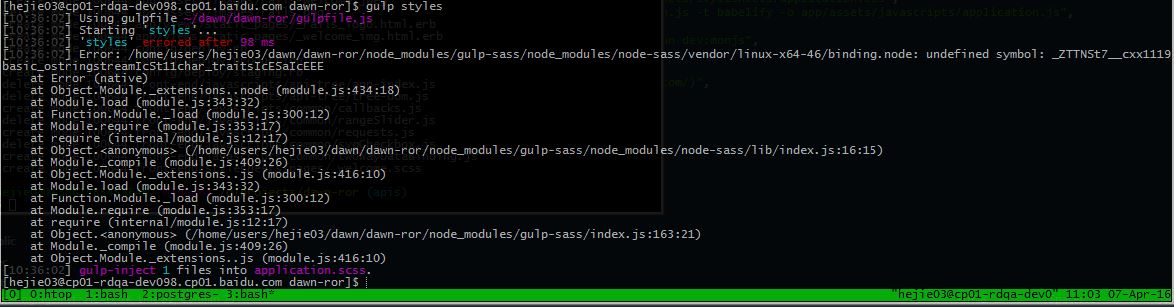 [hejie03@cp01-rdqa-dev098.cp01.baidu.com dawn-ror]$ gulp styles
[10:36:02] Using gulpfile ~/dawn/dawn-ror/gulpfile.js
[10:36:02] Starting 'styles'...
[10:36:02] 'styles' errored after 98 ms
[10:36:02] Error: /home/users/hejie03/dawn/dawn-ror/node_modules/gulp-sass/node_modules/node-sass/vendor/linux-x64-46/binding.node: undefined symbol: _ZTTNSt7__cxx1119
basic_ostringstreamIcSt11char_traitsIcESaIcEEE
at Error (native)
at Object.Module._extensions..node (module.js:434:18)
at Module.load (module.js:343:32)
at Function.Module._load (module.js:300:12)
at Module.require (module.js:353:17)
at require (internal/module.js:12:17)
at Object.<anonymous> (/home/users/hejie03/dawn/dawn-ror/node_modules/gulp-sass/node_modules/node-sass/lib/index.js:16:15)
at Module._compile (module.js:409:26)
at Object.Module._extensions..js (module.js:416:10)
at Module.load (module.js:343:32)
at Function.Module._load (module.js:300:12)
at Module.require (module.js:353:17)
at require (internal/module.js:12:17)
at Object.<anonymous> (/home/users/hejie03/dawn/dawn-ror/node_modules/gulp-sass/index.js:163:21)
at Module._compile (module.js:409:26)
at Object.Module._extensions..js (module.js:416:10)
[10:36:02] gulp-inject 1 files into application.scss.
[hejie03@cp01-rdqa-dev098.cp01.baidu.com dawn-ror]$
[0] 0:htop 1:bash 2:postgres- 3:bash* "hejie03@cp01-rdqa-dev0" 11:03 07-Apr-16